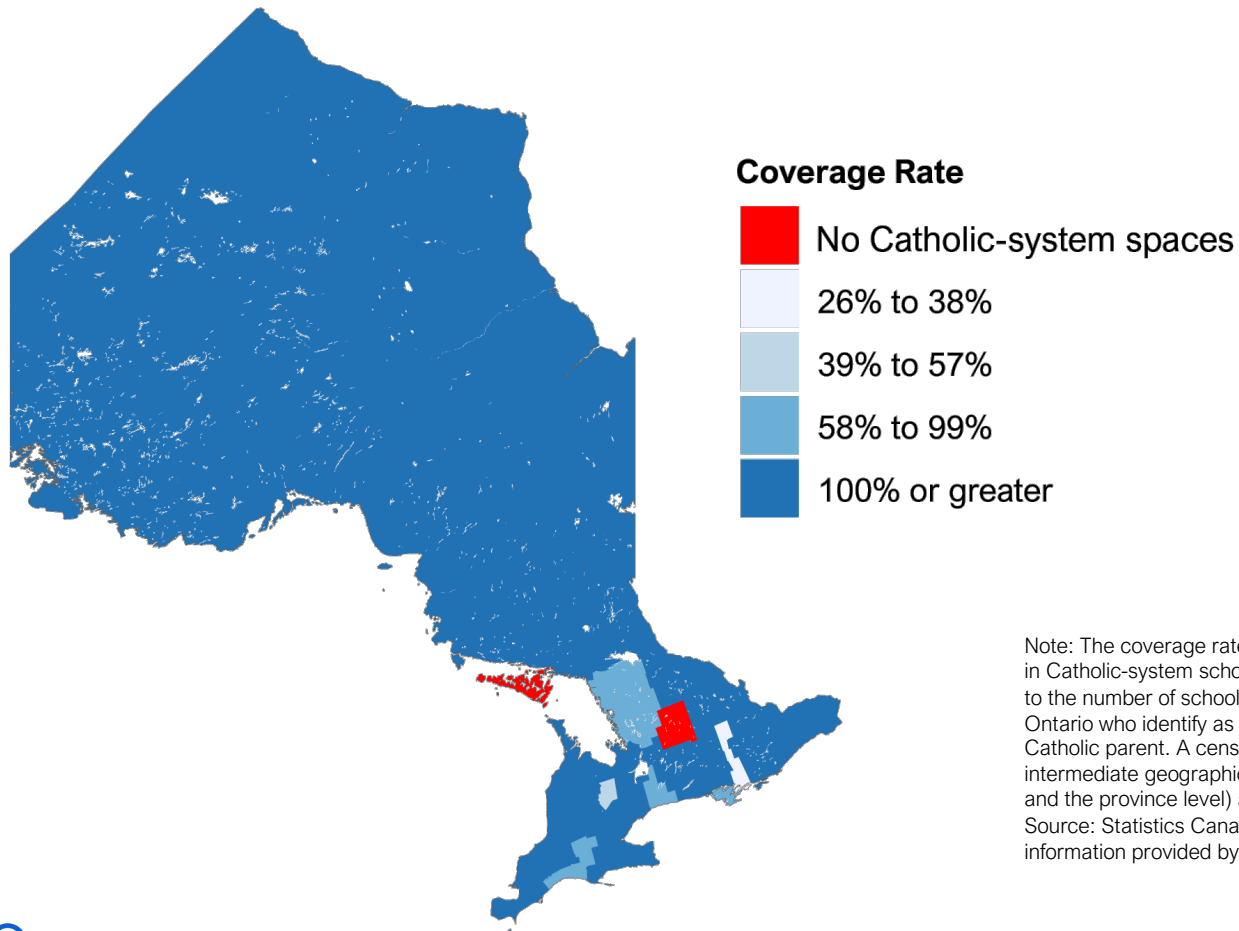 Coverage Rate
No Catholic-system spaces
26% to 38%
39% to 57%
58% to 99%
100% or greater
Note: The coverage rate
in Catholic-system scho
to the number of school
Ontario who identify as
Catholic parent. A cens
intermediate geographic
and the province level) a
Source: Statistics Cana
information provided by